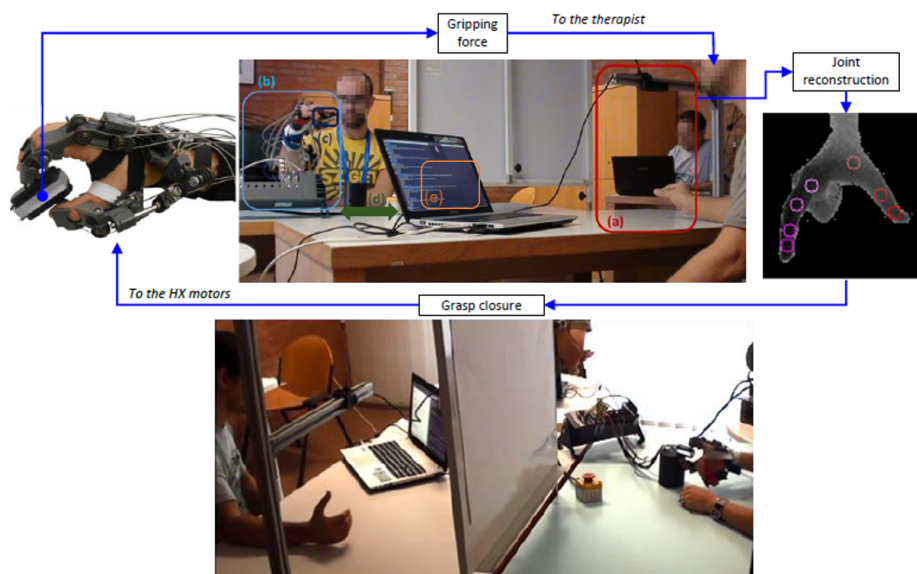 Gripping
force
To the therapist
Joint
reconstruction
(b)
(c)
(d)
(e)
(a)
To the HX motors
Grasp closure